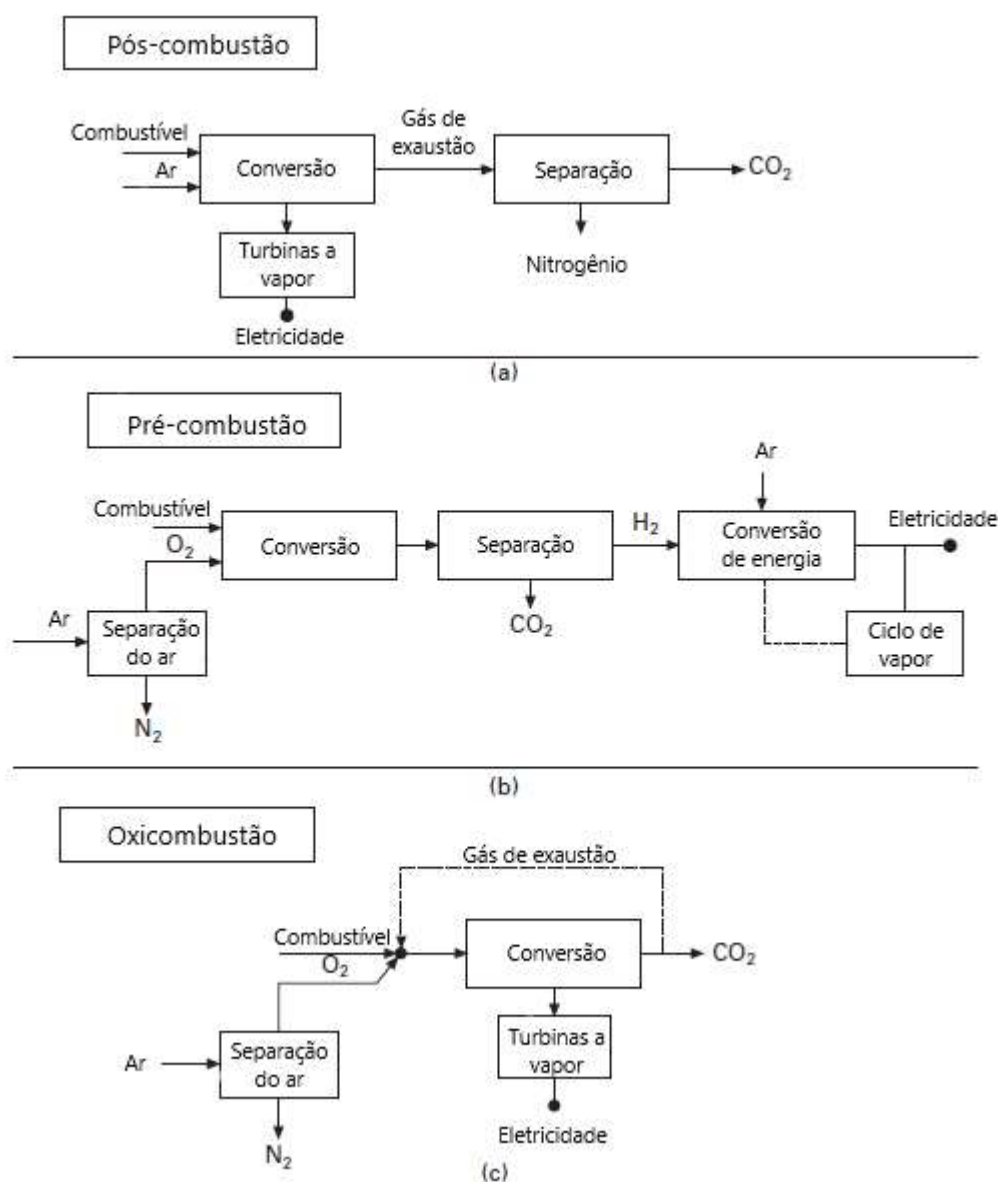 Pós-combustão
Combustível
Ar
Conversão
Gás de
exaustão
Separação
CO₂
Turbinas a
vapor
Nitrogênio
Eletricidade
(a)
Pré-combustão
Ar
Combustível
O₂
Conversão
Separação
H₂
Conversão
de energia
Eletricidade
Ar
Separação
do ar
CO₂
Ciclo de
vapor
N₂
(b)
Oxicombustão
Gás de exaustão
Combustível
O₂
Conversão
CO₂
Ar
Separação
do ar
Turbinas a
vapor
N₂
Eletricidade
(c)